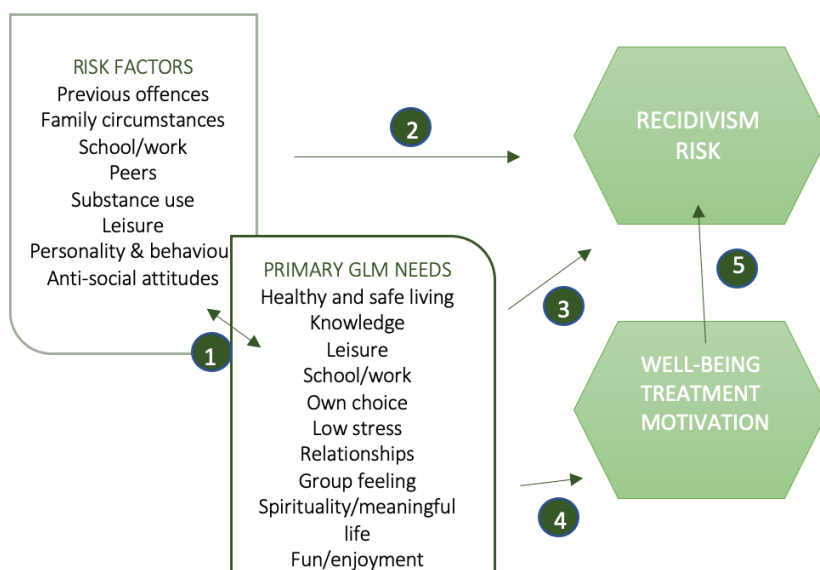 RISK FACTORS
Previous offences
Family circumstances
School/work
Peers
Substance use
Leisure
Personality & behaviou
Anti-social attitudes
1
PRIMARY GLM NEEDS
Healthy and safe living
Knowledge
Leisure
School/work
Own choice
Low stress
Relationships
Group feeling
Spirituality/meaningful
life
Fun/enjoyment
2
3
4
RECIDIVISM
RISK
5
WELL-BEING
TREATMENT
MOTIVATION